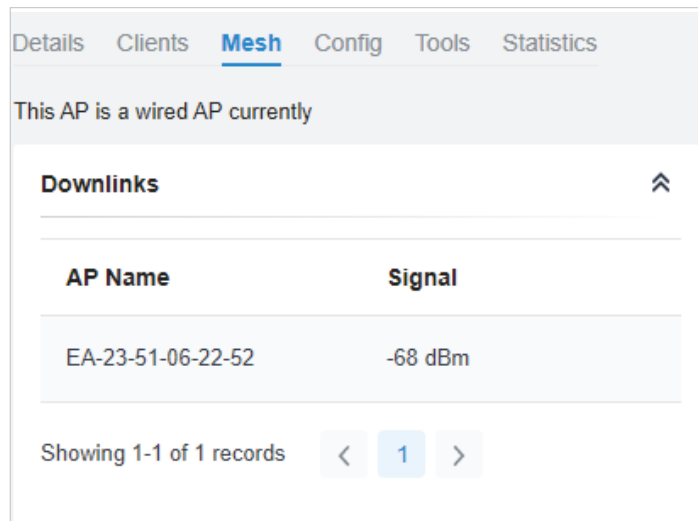 Details Clients Mesh Config Tools Statistics
This AP is a wired AP currently
Downlinks
AP Name Signal
EA-23-51-06-22-52 -68 dBm
Showing 1-1 of 1 records < 1 >